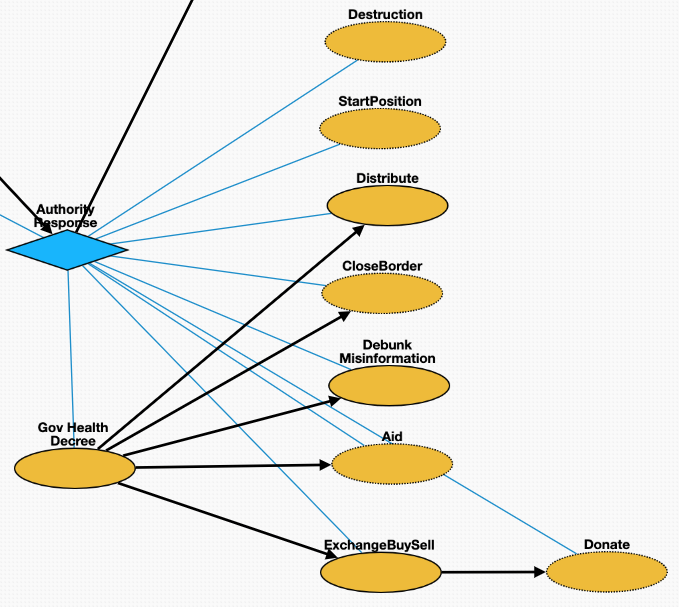 Destruction
StartPosition
Distribute
Authority
Response
CloseBorder
Debunk
Misinformation
Gov Health
Decree
Aid
ExchangeBuySell
Donate